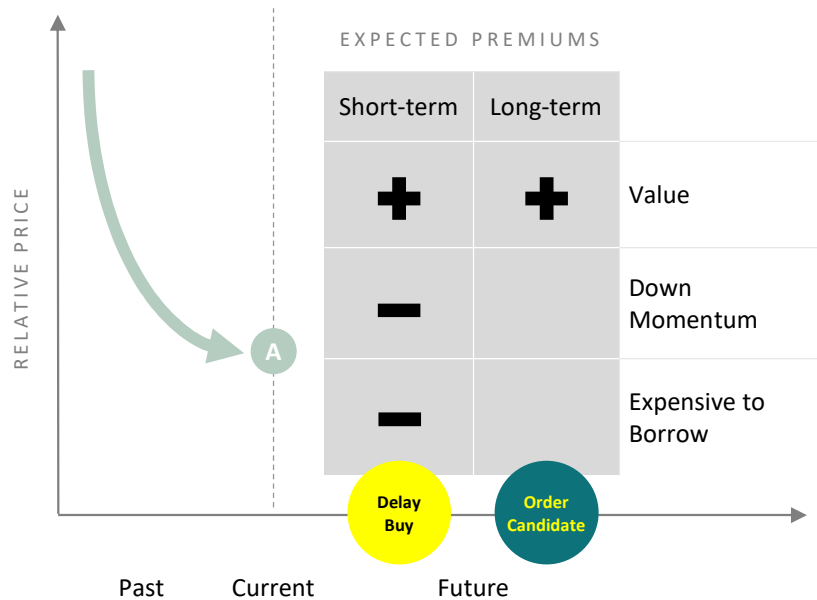 EXPECTED PREMIUMS
Short-term Long-term
Value
Down
Momentum
Expensive to
Borrow
RELATIVE PRICE
A
Delay
Buy
Order
Candidate
Past Current Future